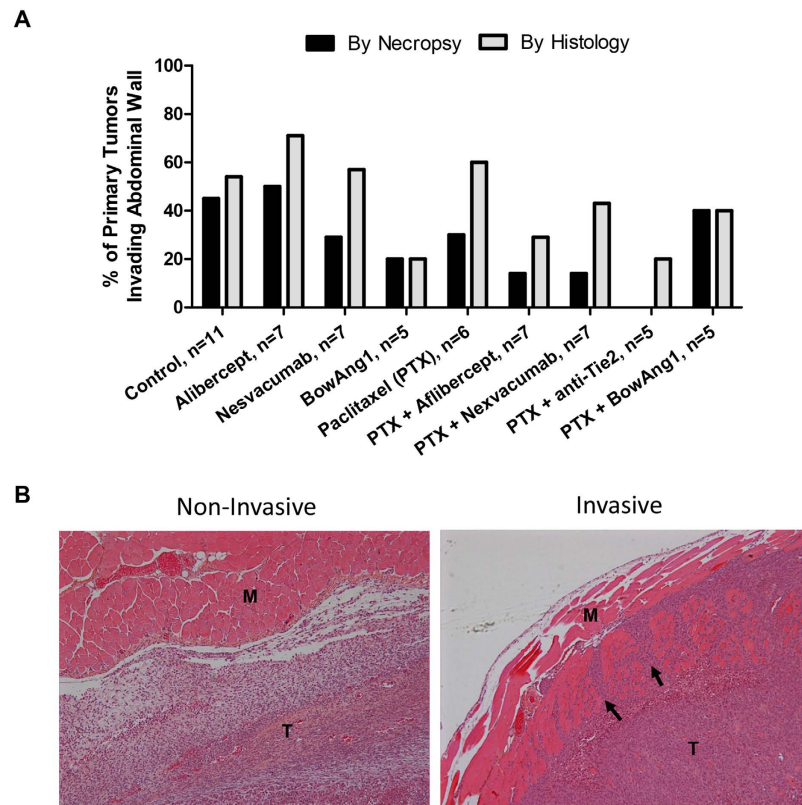 A
By Necropsy
By Histology
% of Primary Tumors
Invading Abdominal Wall
100
80
60
40
20
0
Control, n=11
Alibercept, n=7
Nesvacumab, n=7
BowAng1, n=5
Paclitaxel (PTX), n=6
PTX + Aflibercept, n=7
PTX + Nexvacumab, n=7
PTX + anti-Tie2, n=5
PTX + BowAng1, n=5
B
Non-Invasive
Invasive
M
T
M
T